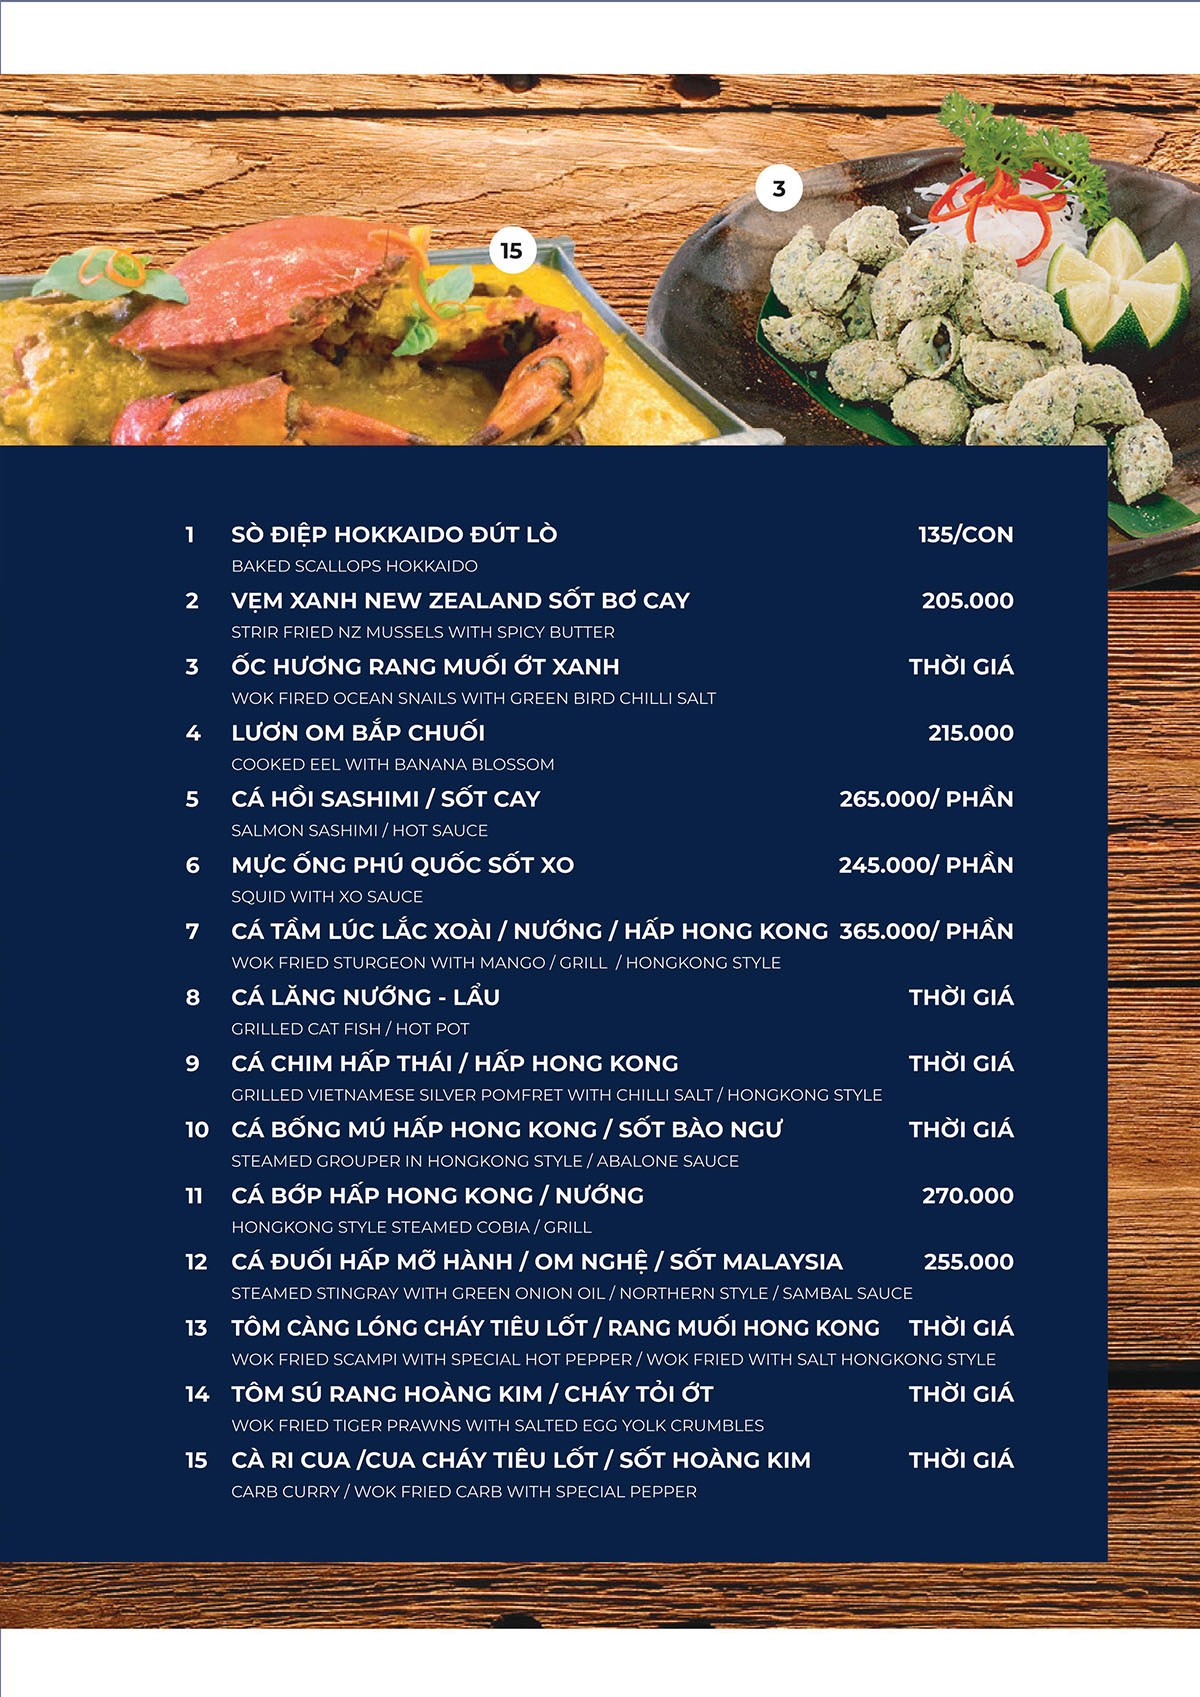 3
15
1 SÒ ĐIỆP HOKKAIDO ĐÚT LÒ 135/CON
BAKED SCALLOPS HOKKAIDO
2 VẸM XANH NEW ZEALAND SỐT BƠ CAY 205.000
STRIR FRIED NZ MUSSELS WITH SPICY BUTTER
3 ỐC HƯƠNG RANG MUỐI ỚT XANH THỜI GIÁ
WOK FIRED OCEAN SNAILS WITH GREEN BIRD CHILLI SALT
4 LƯƠN OM BẮP CHUỐI 215.000
COOKED EEL WITH BANANA BLOSSOM
5 CÁ HỒI SASHIMI / SỐT CAY 265.000/ PHẦN
SALMON SASHIMI / HOT SAUCE
6 MỰC ỐNG PHÚ QUỐC SỐT XO 245.000/ PHẦN
SQUID WITH XO SAUCE
7 CÁ TẦM LÚC LẮC XOÀI / NƯỚNG / HẤP HONG KONG 365.000/ PHẦN
WOK FRIED STURGEON WITH MANGO / GRILL / HONGKONG STYLE
8 CÁ LĂNG NƯỚNG - LẨU THỜI GIÁ
GRILLED CAT FISH / HOT POT
9 CÁ CHIM HẤP THÁI / HẤP HONG KONG THỜI GIÁ
GRILLED VIETNAMESE SILVER POMFRET WITH CHILLI SALT / HONGKONG STYLE
10 CÁ BỐNG MÚ HẤP HONG KONG / SỐT BÀO NGƯ THỜI GIÁ
STEAMED GROUPER IN HONGKONG STYLE / ABALONE SAUCE
11 CÁ BỚP HẤP HONG KONG / NƯỚNG 270.000
HONGKONG STYLE STEAMED COBIA / GRILL
12 CÁ ĐUỐI HẤP MỠ HÀNH / OM NGHỆ / SỐT MALAYSIA 255.000
STEAMED STINGRAY WITH GREEN ONION OIL / NORTHERN STYLE / SAMBAL SAUCE
13 TÔM CÀNG LÓNG CHÁY TIÊU LỐT / RANG MUỐI HONG KONG THỜI GIÁ
WOK FRIED SCAMPI WITH SPECIAL HOT PEPPER / WOK FRIED WITH SALT HONGKONG STYLE
14 TÔM SÚ RANG HOÀNG KIM / CHÁY TỎI ỚT THỜI GIÁ
WOK FRIED TIGER PRAWNS WITH SALTED EGG YOLK CRUMBLES
15 CÀ RI CUA /CUA CHÁY TIÊU LỐT / SỐT HOÀNG KIM THỜI GIÁ
CARB CURRY / WOK FRIED CARB WITH SPECIAL PEPPER